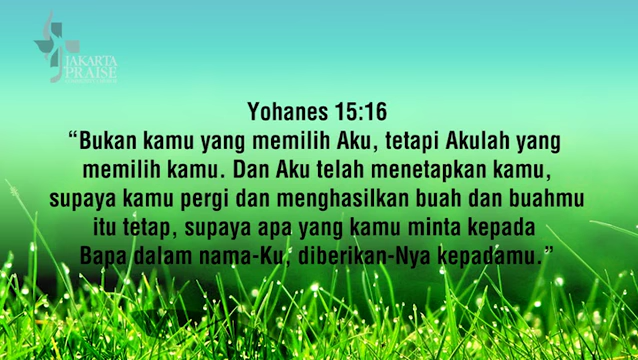 JAKARTA
PRAISE
Yohanes 15:16
“Bukan kamu yang memilih Aku, tetapi Akulah yang
memilih kamu. Dan Aku telah menetapkan kamu,
supaya kamu pergi dan menghasilkan buah dan buahmu
itu tetap, supaya apa yang kamu minta kepada
Bapa dalam nama-Ku, diberikan-Nya kepadamu.”